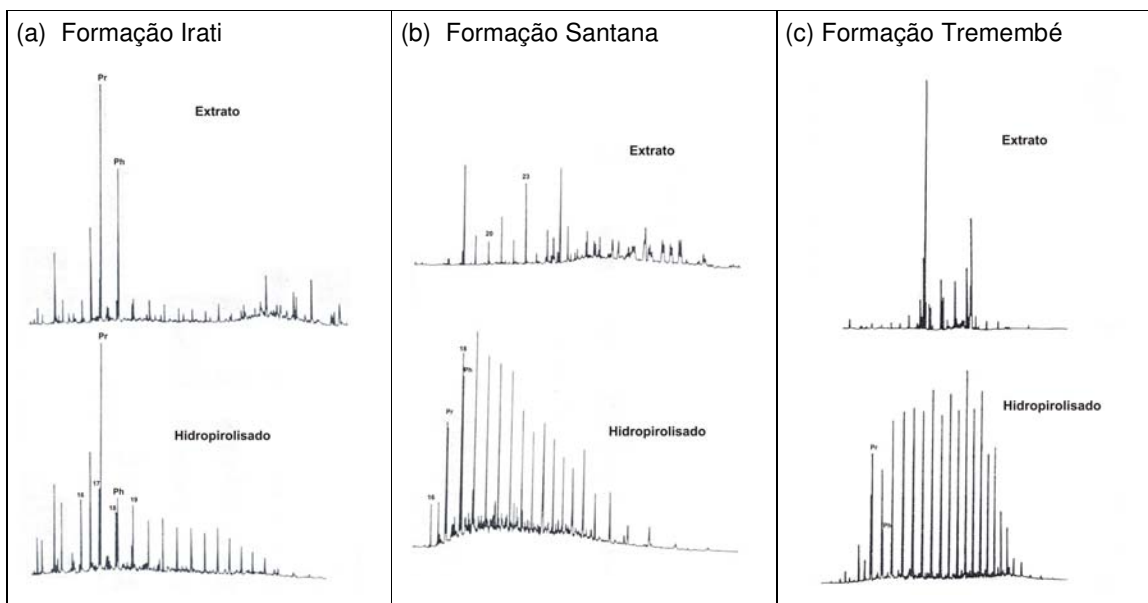 (a) Formação Irati
Pr
Extrato
Ph
Pr
Hidropirolisado
16
17
Ph
18
19
(b) Formação Santana
Extrato
23
20
18
Ph
Pr
Hidropirolisado
16
(c) Formação Tremembé
Extrato
Hidropirolisado
Pr
Ph